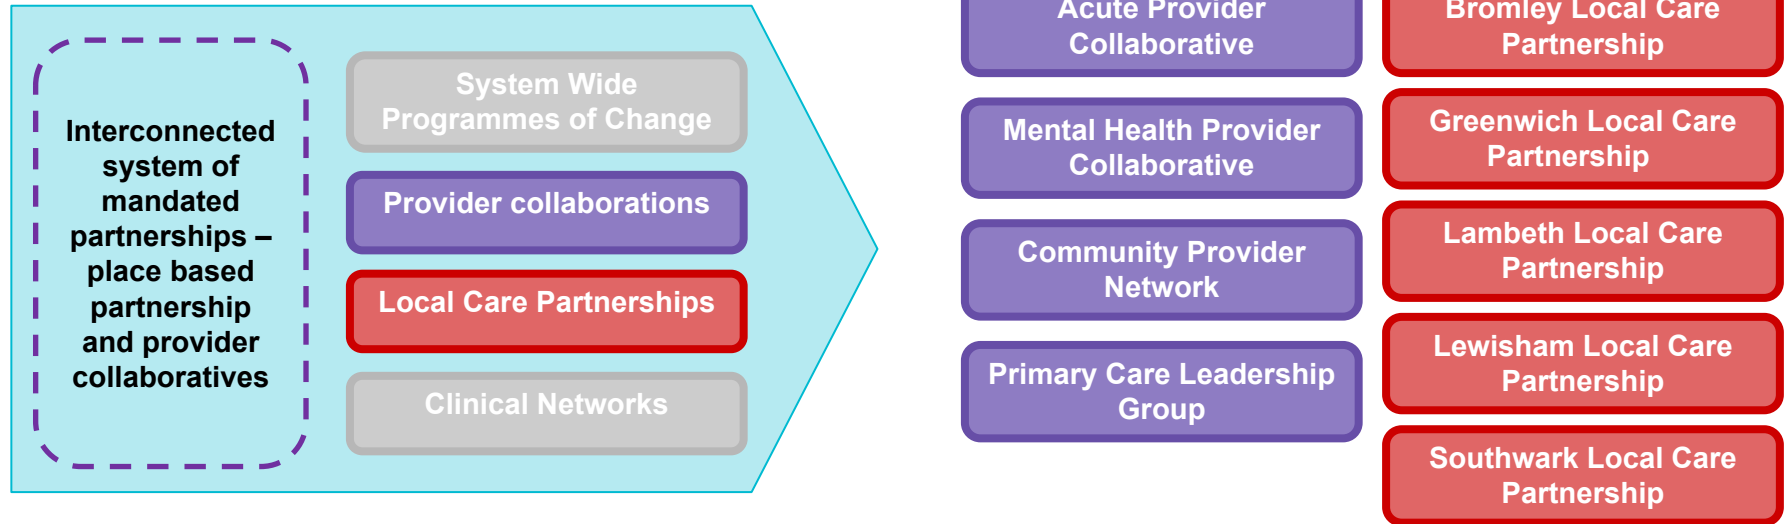 Interconnected
system of
mandated
partnerships –
place based
partnership
and provider
collaboratives
System Wide
Programmes of Change
Provider collaborations
Local Care Partnerships
Clinical Networks
Acute Provider
Collaborative
Mental Health Provider
Collaborative
Community Provider
Network
Primary Care Leadership
Group
Bromley Local Care
Partnership
Greenwich Local Care
Partnership
Lambeth Local Care
Partnership
Lewisham Local Care
Partnership
Southwark Local Care
Partnership